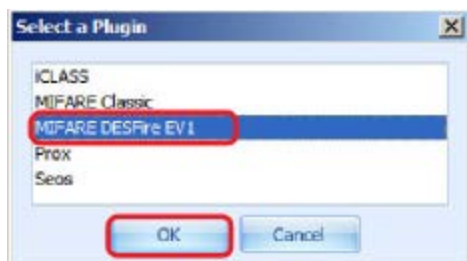 Select a Plugin
iCLASS
MIFARE Classic
MIFARE DESFire EV1
Prox
Seos
OK Cancel